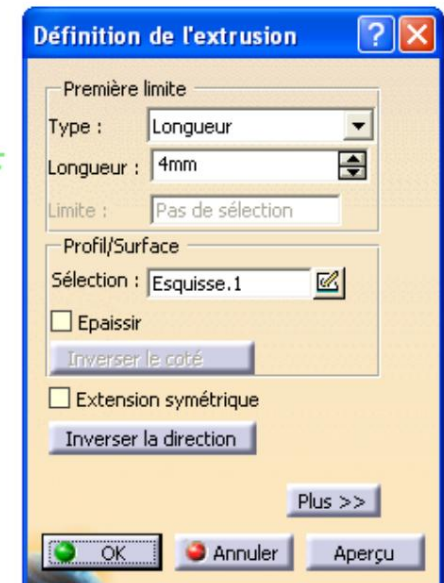 Définition de l'extrusion
Première limite
Type : Longueur
Longueur : 4mm
Limite : Pas de sélection
Profil/Surface
Sélection : Esquisse.1
Epaissir
Inverser le coté
Extension symétrique
Inverser la direction
Plus >>
OK Annuler Aperçu